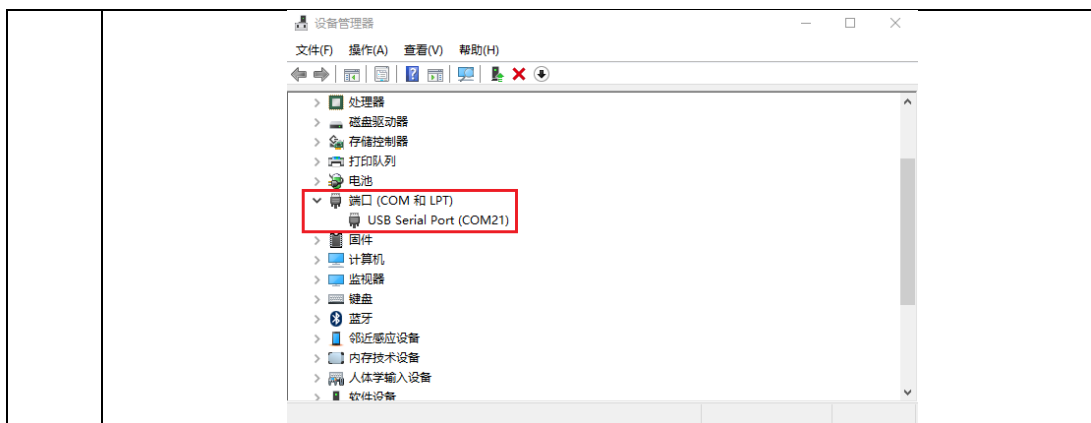 设备管理器
文件(F) 操作(A) 查看(V) 帮助(H)
处理器
磁盘驱动器
存储控制器
打印队列
电池
端口 (COM 和 LPT)
USB Serial Port (COM21)
固件
计算机
监视器
键盘
蓝牙
邻近感应设备
内存技术设备
人体学输入设备
软件设备